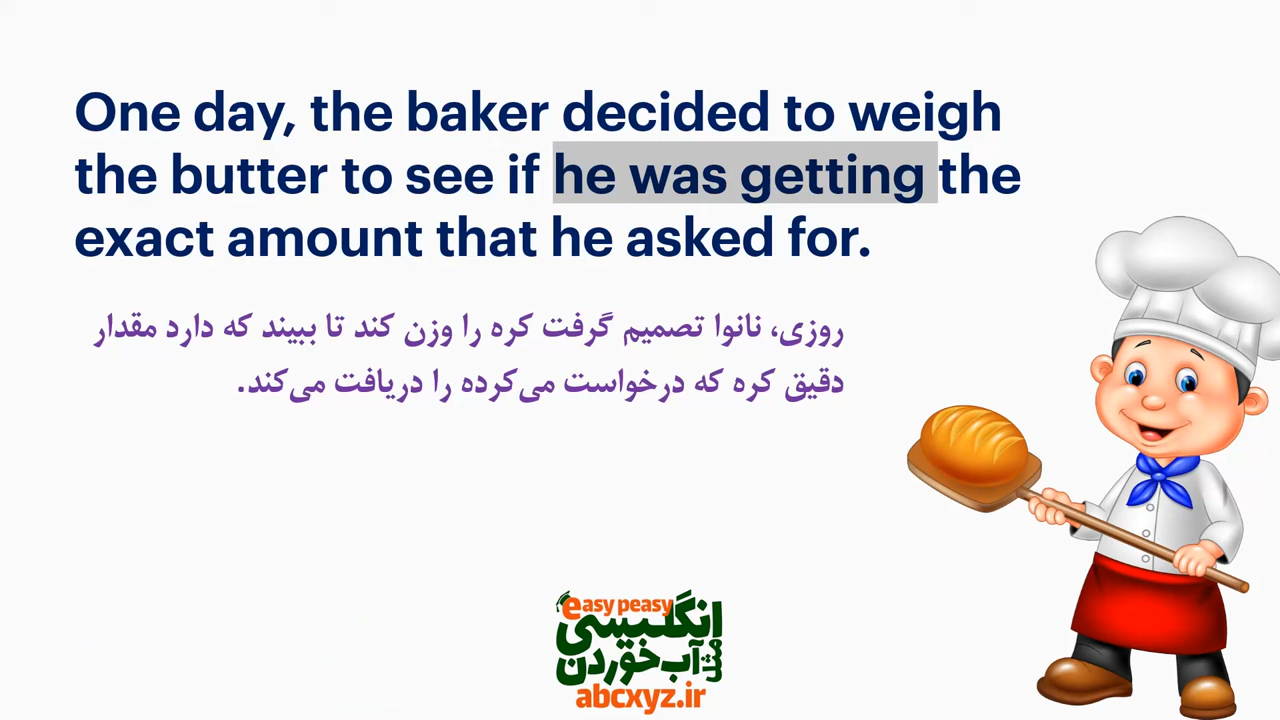 One day, the baker decided to weigh
the butter to see if he was getting the
exact amount that he asked for.
روزی، نانوا تصمیم گرفت کره را وزن کند تا ببیند که دارد مقدار
دقیق کره که درخواست می‌کرده را دریافت می‌کند.
easy peasy
انگلیسی
مثل آب خوردن
abcxyz.ir